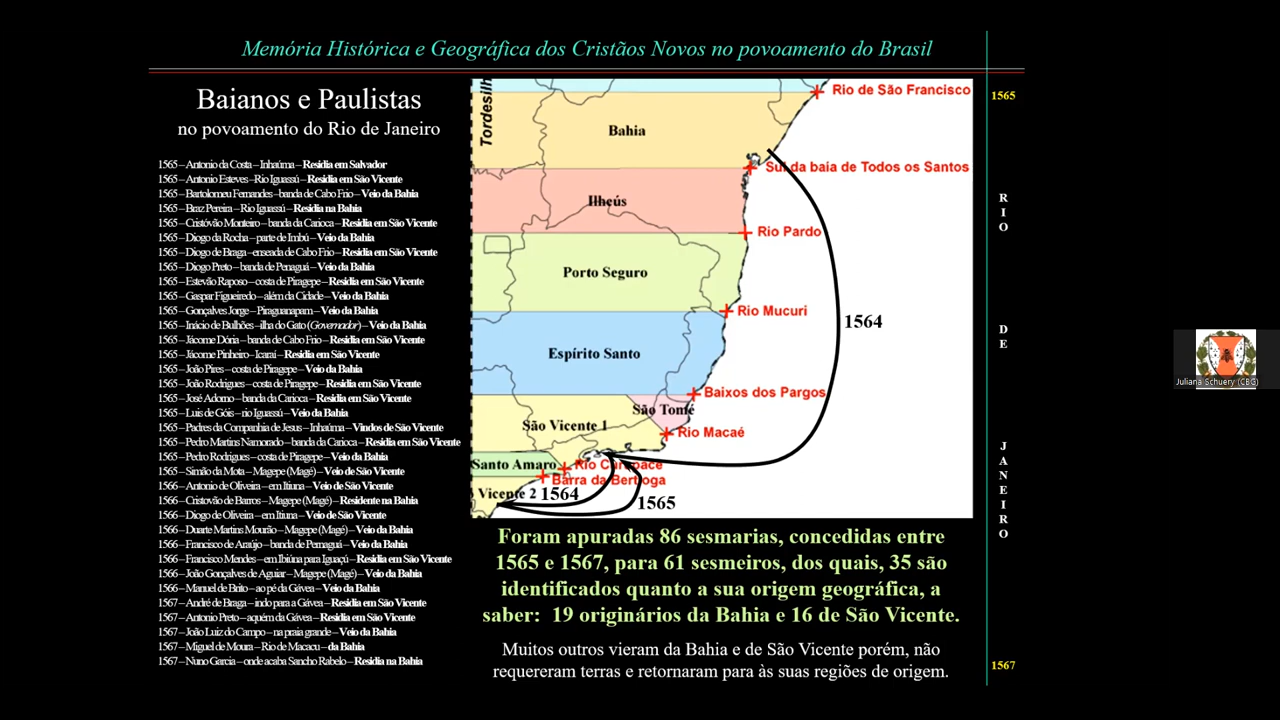 Memória Histórica e Geográfica dos Cristãos Novos no povoamento do Brasil
Baianos e Paulistas
no povoamento do Rio de Janeiro
1565 – Antonio da Costa – Inhaúma – Residia em Salvador
1565 – Antonio Esteves – Rio Iguassú – Residia em São Vicente
1565 – Bartolomeu Fernandes – banda de Cabo Frio – Veio da Bahia
1565 – Braz Pereira – Rio Iguassú – Residia na Bahia
1565 – Cristóvão Monteiro – banda da Carioca – Residia em São Vicente
1565 – Diogo da Rocha – parte de Imbú – Veio da Bahia
1565 – Diogo de Braga – enseada de Cabo Frio – Residia em São Vicente
1565 – Diogo Preto – banda de Penaguá – Veio da Bahia
1565 – Estevão Raposo – costa de Piragepe – Residia em São Vicente
1565 – Gaspar Figueiredo – além da Cidade – Veio da Bahia
1565 – Gonçalves Jorge – Piraguanapam – Veio da Bahia
1565 – Inácio de Bulhões – ilha do Gato (Governador) – Veio da Bahia
1565 – Jácome Dória – banda de Cabo Frio – Residia em São Vicente
1565 – Jácome Pinheiro – Icaraí – Residia em São Vicente
1565 – João Pires – costa de Piragepe – Veio da Bahia
1565 – João Rodrigues – costa de Piragepe – Residia em São Vicente
1565 – José Adorno – banda da Carioca – Residia em São Vicente
1565 – Luis de Góis – rio Iguassú – Veio da Bahia
1565 – Padres da Companhia de Jesus – Inhaúma – Vindos de São Vicente
1565 – Pedro Martins Namorado – banda da Carioca – Residia em São Vicente
1565 – Pedro Rodrigues – costa de Piragepe – Veio da Bahia
1565 – Simão da Mota – Magepe (Magé) – Veio de São Vicente
1566 – Antonio de Oliveira – em Itiuna – Veio de São Vicente
1566 – Cristovão de Barros – Magepe (Magé) – Residente na Bahia
1566 – Diogo de Oliveira – em Itiuna – Veio de São Vicente
1566 – Duarte Martins Mourão – Magepe (Magé) – Veio da Bahia
1566 – Francisco de Araújo – banda de Pernaguá – Veio da Bahia
1566 – Francisco Mendes – em Ibiúna para Iguaçú – Residia em São Vicente
1566 – João Gonçalves de Aguiar – Magepe (Magé) – Veio da Bahia
1566 – Manuel de Brito – ao pé da Gávea – Veio da Bahia
1567 – André de Braga – indo para a Gávea – Residia em São Vicente
1567 – Antonio Preto – aquém da Gávea – Residia em São Vicente
1567 – João Luiz do Campo – na praia grande – Veio da Bahia
1567 – Miguel de Moura – Rio de Macacu – da Bahia
1567 – Nuno Garcia – onde acaba Sancho Rabelo – Residia na Bahia
Tordesilh
Rio de São Francisco
Bahia
Sul da baia de Todos os Santos
Ilheús
Rio Pardo
Porto Seguro
Rio Mucuri
1564
Espírito Santo
Baixos dos Pargos
São Tomé
São Vicente 1
Rio Macaé
Santo Amaro
Rio Curupace
Barra da Bertioga
Vicente 2
1564
1565
Foram apuradas 86 sesmarias, concedidas entre
1565 e 1567, para 61 sesmeiros, dos quais, 35 são
identificados quanto a sua origem geográfica, a
saber: 19 originários da Bahia e 16 de São Vicente.
Muitos outros vieram da Bahia e de São Vicente porém, não
requereram terras e retornaram para às suas regiões de origem.
1565
RIO
DE
JANEIRO
1567
Juliana Schuery (CBG)